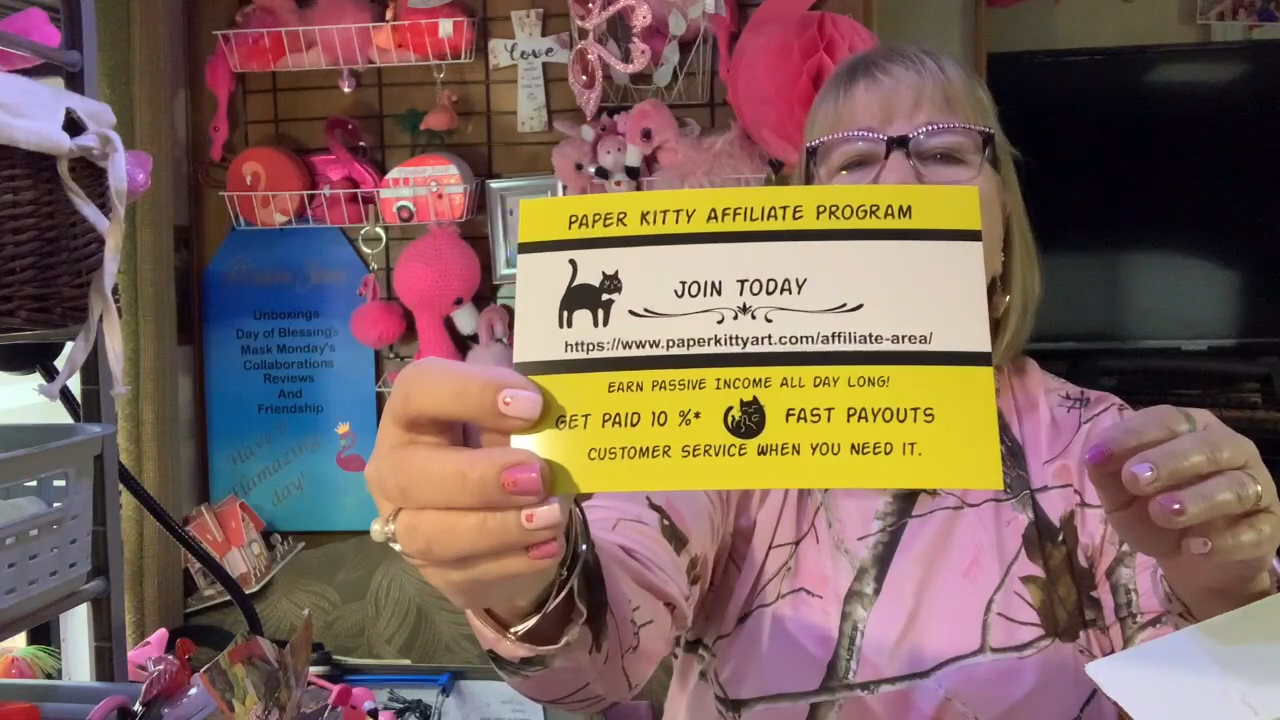 Love
PAPER KITTY AFFILIATE PROGRAM
JOIN TODAY
https://www.paperkittyart.com/affiliate-area/
EARN PASSIVE INCOME ALL DAY LONG!
GET PAID 10 %* FAST PAYOUTS
CUSTOMER SERVICE WHEN YOU NEED IT.
Unboxings
Day of Blessings
Mask Monday's
Collaborations
Reviews
And
Friendship
Have a
flamazing
day!